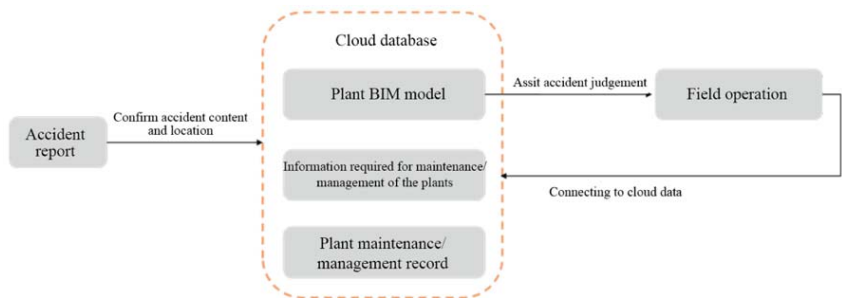 Cloud database
Plant BIM model
Assit accident judgement
Field operation
Confirm accident content
and location
Accident
report
Information required for maintenance/
management of the plants
Connecting to cloud data
Plant maintenance/
management record